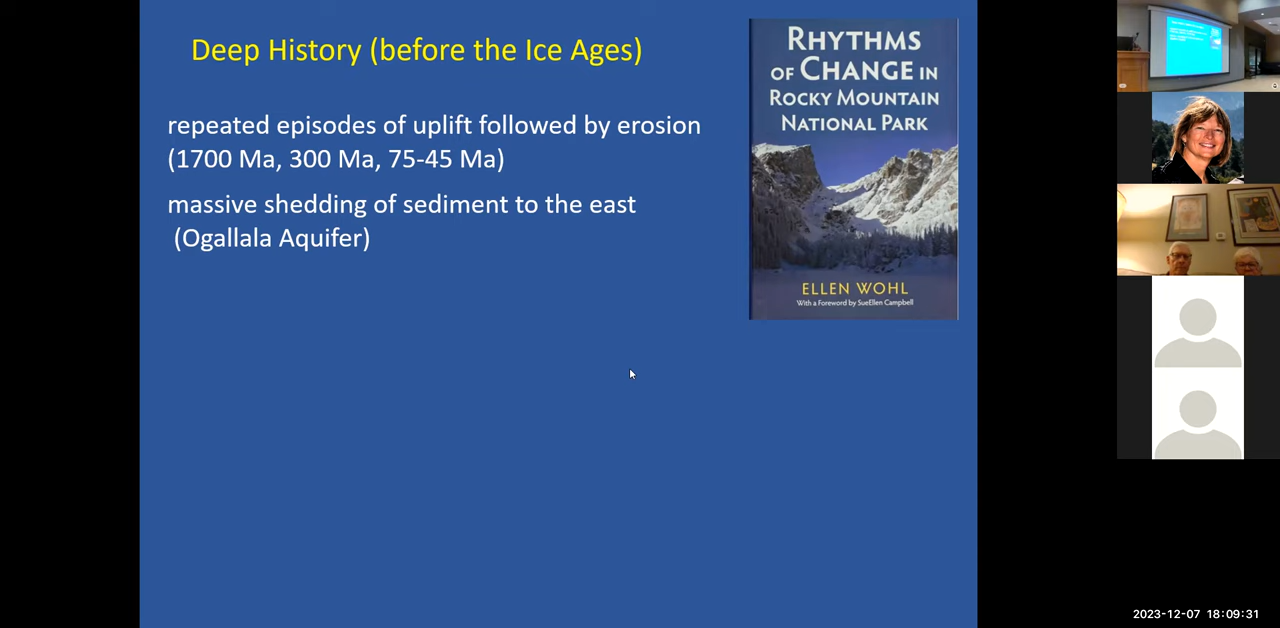 Deep History (before the Ice Ages)
repeated episodes of uplift followed by erosion
(1700 Ma, 300 Ma, 75-45 Ma)
massive shedding of sediment to the east
(Ogallala Aquifer)
RHYTHMS
OF CHANGE IN
ROCKY MOUNTAIN
NATIONAL PARK
ELLEN WOHL
With a Foreword by SueEllen Campbell
2023-12-07 18:09:31